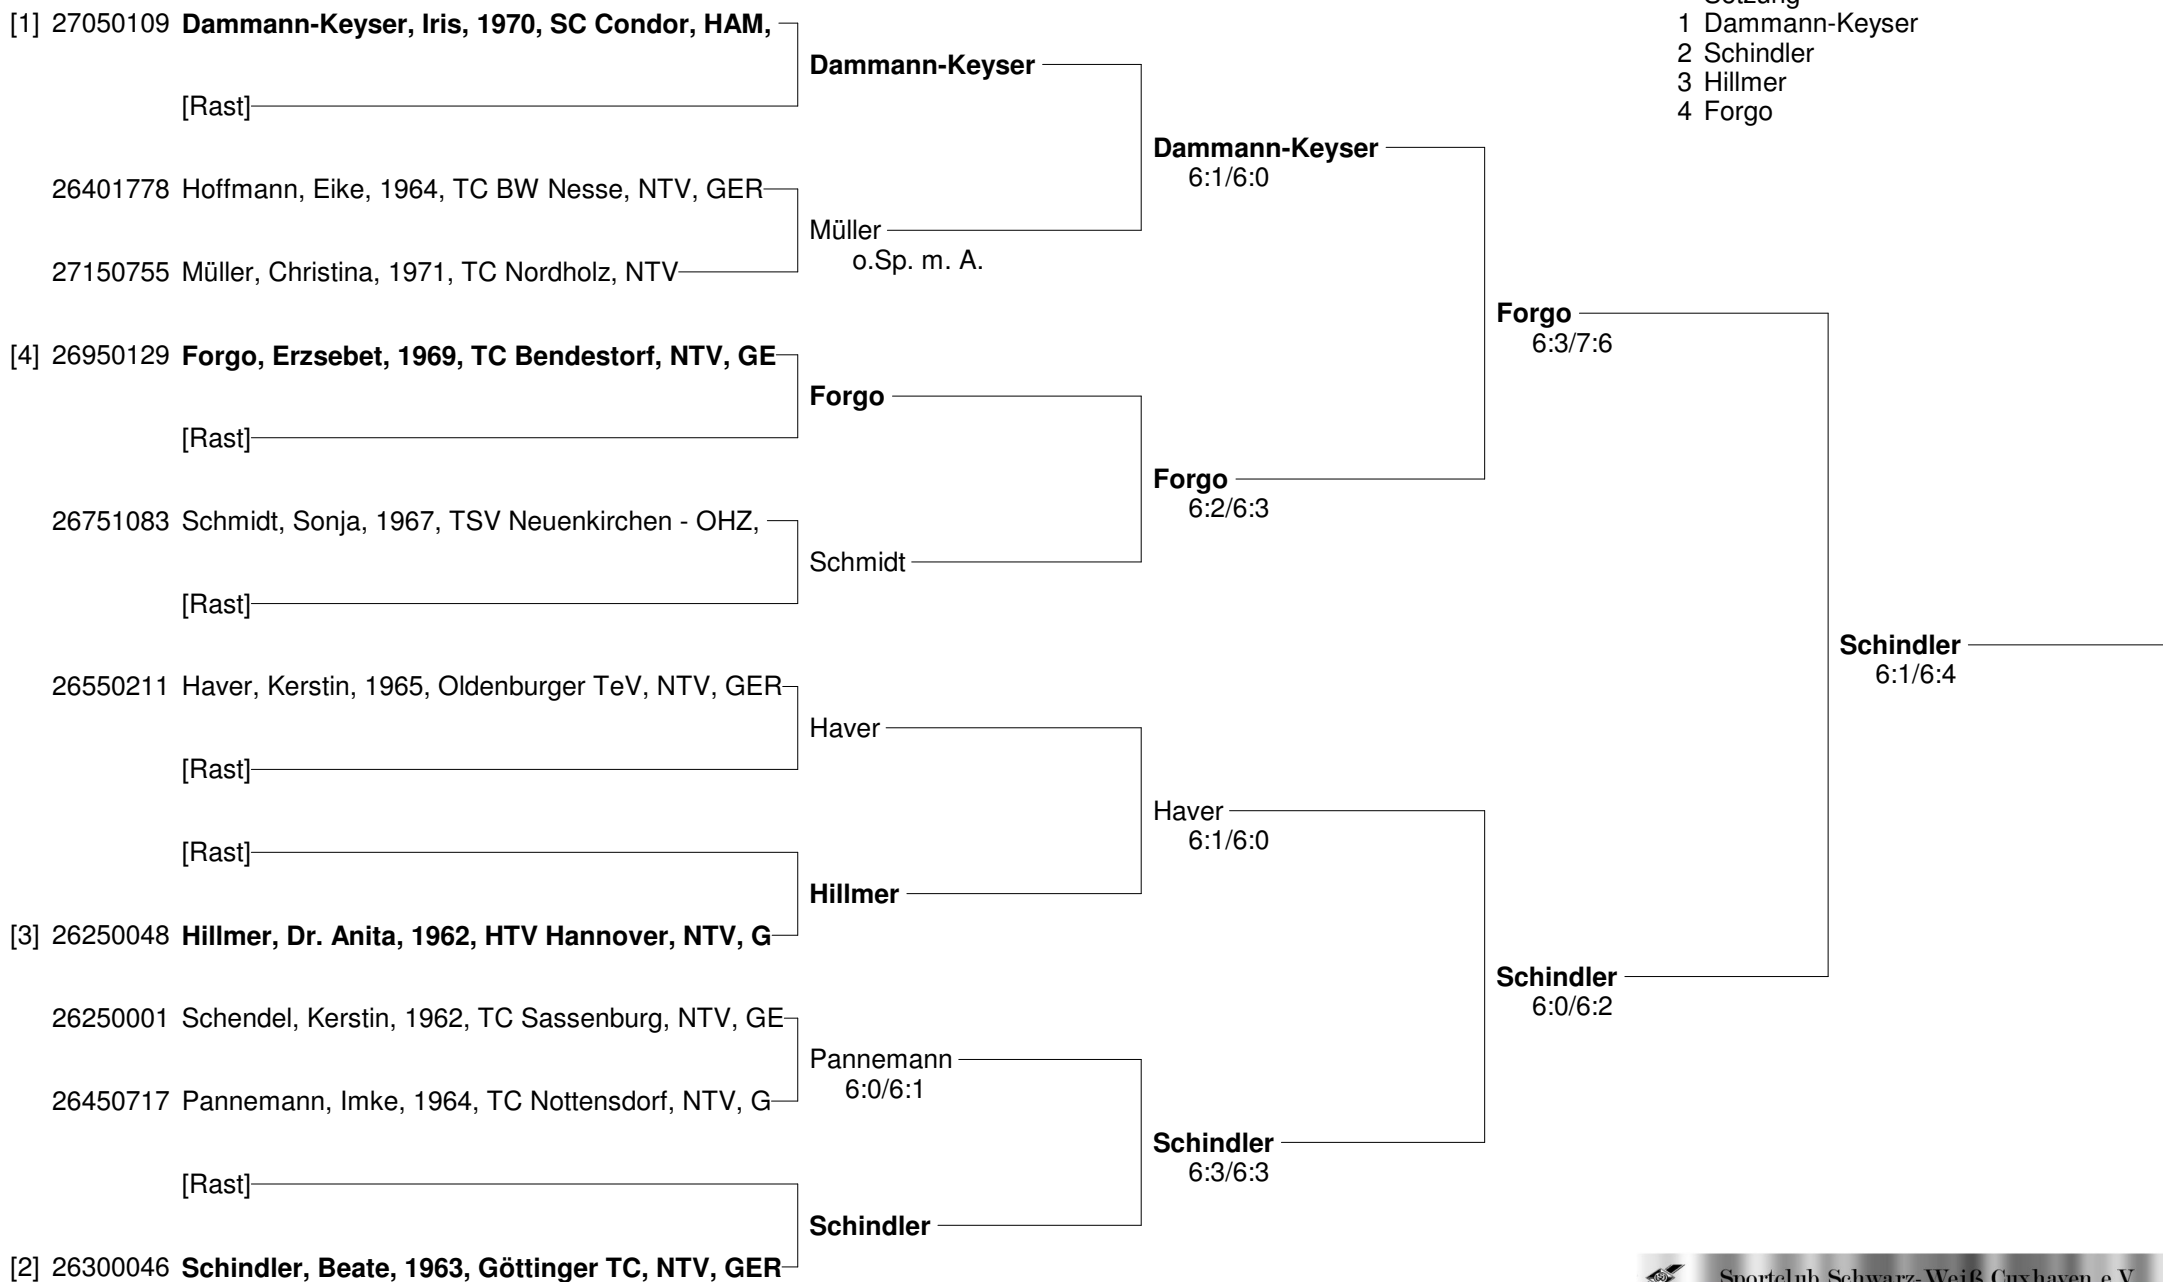 Setzung
1 Dammann-Keyser
2 Schindler
3 Hillmer
4 Forgo
[1] 27050109 Dammann-Keyser, Iris, 1970, SC Condor, HAM,
Dammann-Keyser
[Rast]
Dammann-Keyser
6:1/6:0
26401778 Hoffmann, Eike, 1964, TC BW Nesse, NTV, GER
Müller
o.Sp. m. A.
27150755 Müller, Christina, 1971, TC Nordholz, NTV
Forgo
6:3/7:6
[4] 26950129 Forgo, Erzsebet, 1969, TC Bendestorf, NTV, GE
Forgo
[Rast]
Forgo
6:2/6:3
26751083 Schmidt, Sonja, 1967, TSV Neuenkirchen - OHZ,
Schmidt
[Rast]
Schindler
6:1/6:4
26550211 Haver, Kerstin, 1965, Oldenburger TeV, NTV, GER
Haver
[Rast]
Haver
6:1/6:0
[Rast]
Hillmer
[3] 26250048 Hillmer, Dr. Anita, 1962, HTV Hannover, NTV, G
Schindler
6:0/6:2
26250001 Schendel, Kerstin, 1962, TC Sassenburg, NTV, GE
Pannemann
6:0/6:1
26450717 Pannemann, Imke, 1964, TC Nottensdorf, NTV, G
Schindler
6:3/6:3
[Rast]
Schindler
[2] 26300046 Schindler, Beate, 1963, Göttinger TC, NTV, GER
Sportclub Schwarz-Weiß Cuxhaven e.V.